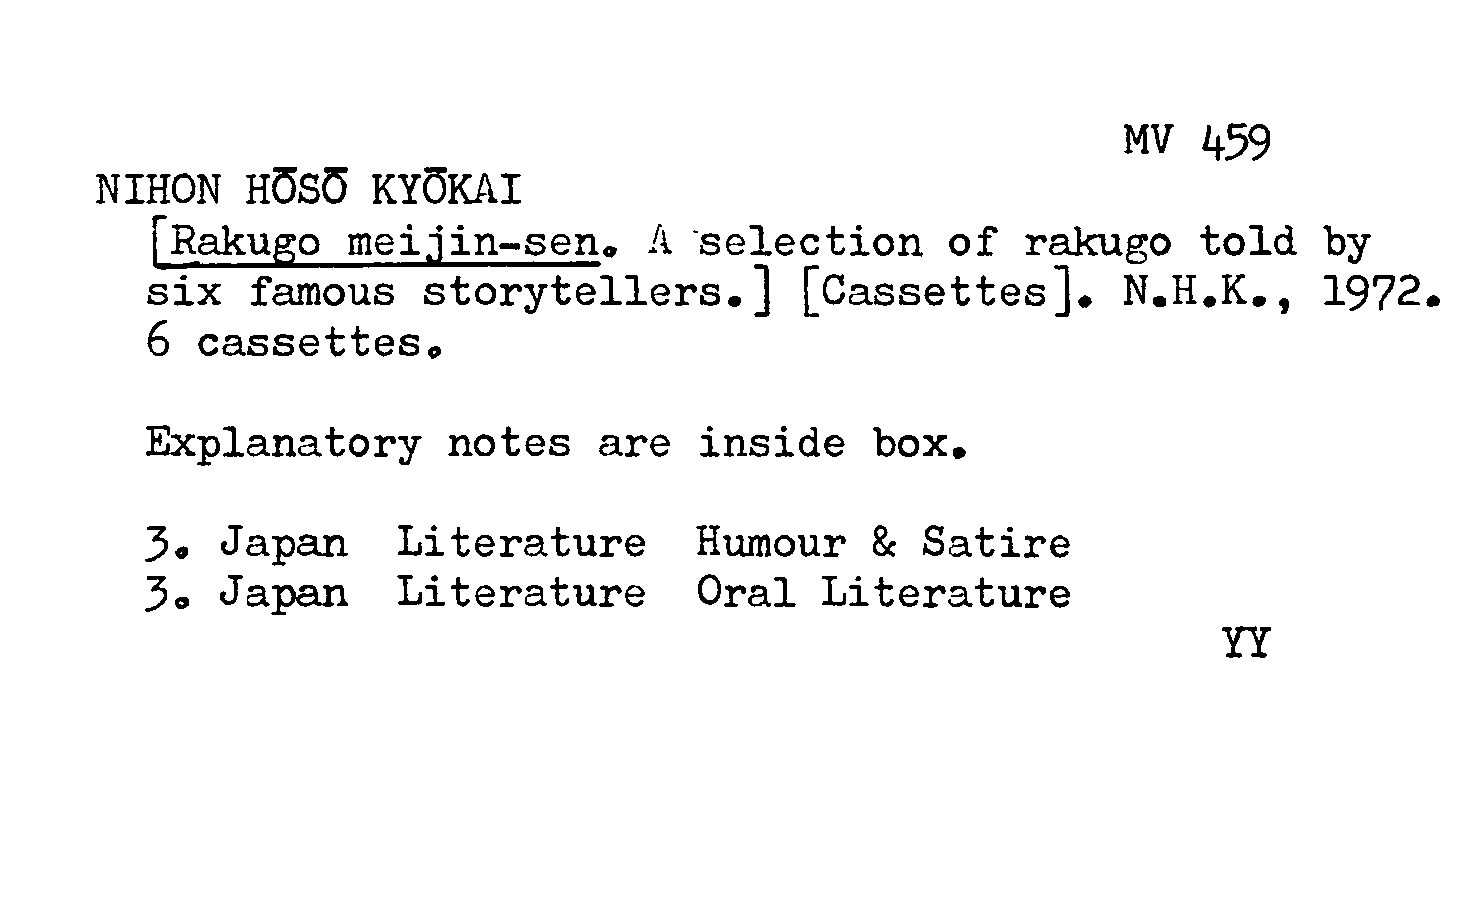 MV 459
NIHON HŌSŌ KYŌKAI
[Rakugo meijin-sen. A selection of rakugo told by
six famous storytellers.] [Cassettes]. N.H.K., 1972.
6 cassettes.
Explanatory notes are inside box.
3. Japan Literature Humour & Satire
3. Japan Literature Oral Literature
YY